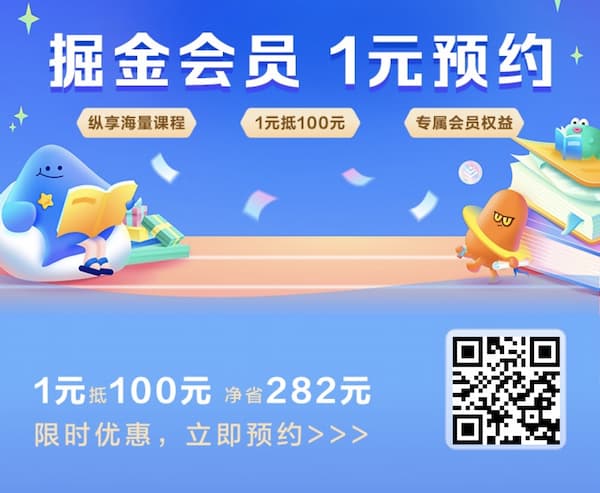 掘金会员 1元预约
纵享海量课程 1元抵100元 专属会员权益
1元抵100元 净省282元
限时优惠，立即预约>>>